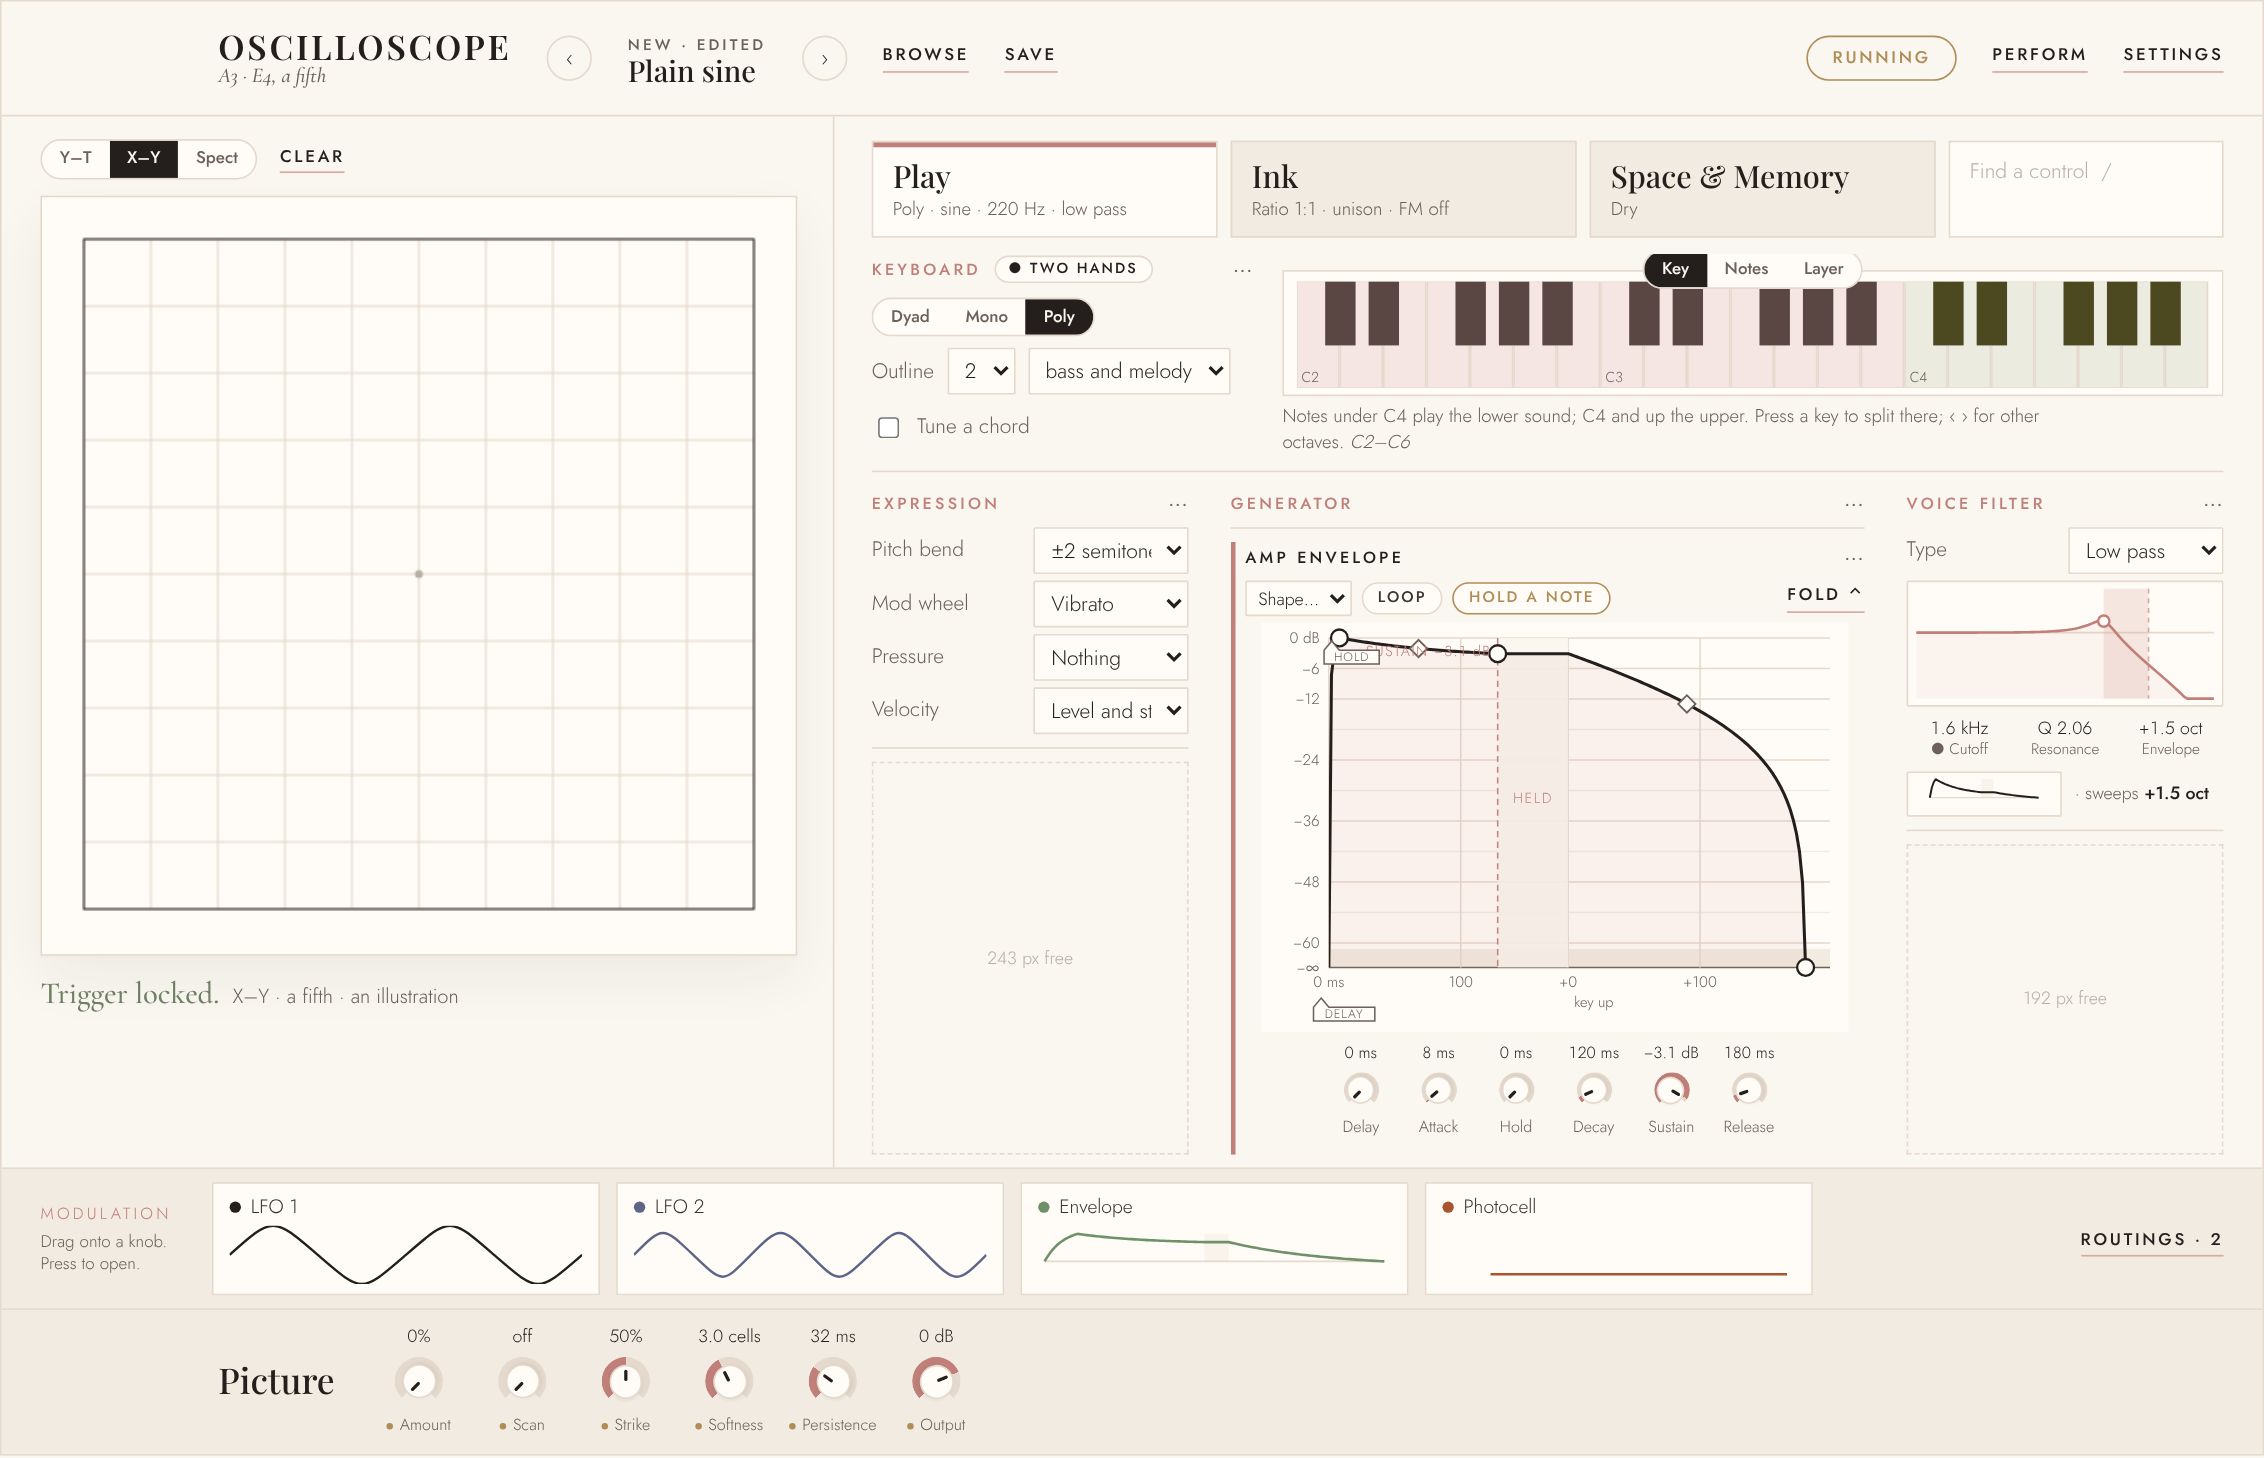 OSCILLOSCOPE
A3 · E4, a fifth
‹
NEW · EDITED
Plain sine
›
BROWSE
SAVE
RUNNING
PERFORM
SETTINGS
Y–T
X–Y
Spect
CLEAR
Play
Poly · sine · 220 Hz · low pass
Ink
Ratio 1:1 · unison · FM off
Space & Memory
Dry
Find a control /
KEYBOARD
TWO HANDS
...
Dyad
Mono
Poly
Outline
2
bass and melody
Tune a chord
Key
Notes
Layer
C2
C3
C4
Notes under C4 play the lower sound; C4 and up the upper. Press a key to split there; ‹ › for other
octaves. C2–C6
EXPRESSION
...
Pitch bend
±2 semitone
Mod wheel
Vibrato
Pressure
Nothing
Velocity
Level and st
243 px free
GENERATOR
...
AMP ENVELOPE
...
Shape...
LOOP
HOLD A NOTE
FOLD
0 dB
HOLD
SUSTAIN −3.1 dB
−6
−12
−24
−36
−48
−60
−∞
HELD
0 ms
100
+0
+100
key up
DELAY
0 ms
8 ms
0 ms
120 ms
−3.1 dB
180 ms
Delay
Attack
Hold
Decay
Sustain
Release
VOICE FILTER
...
Type
Low pass
1.6 kHz
Q 2.06
+1.5 oct
Cutoff
Resonance
Envelope
· sweeps +1.5 oct
192 px free
Trigger locked. X–Y · a fifth · an illustration
MODULATION
Drag onto a knob.
Press to open.
LFO 1
LFO 2
Envelope
Photocell
ROUTINGS · 2
Picture
0%
off
50%
3.0 cells
32 ms
0 dB
Amount
Scan
Strike
Softness
Persistence
Output